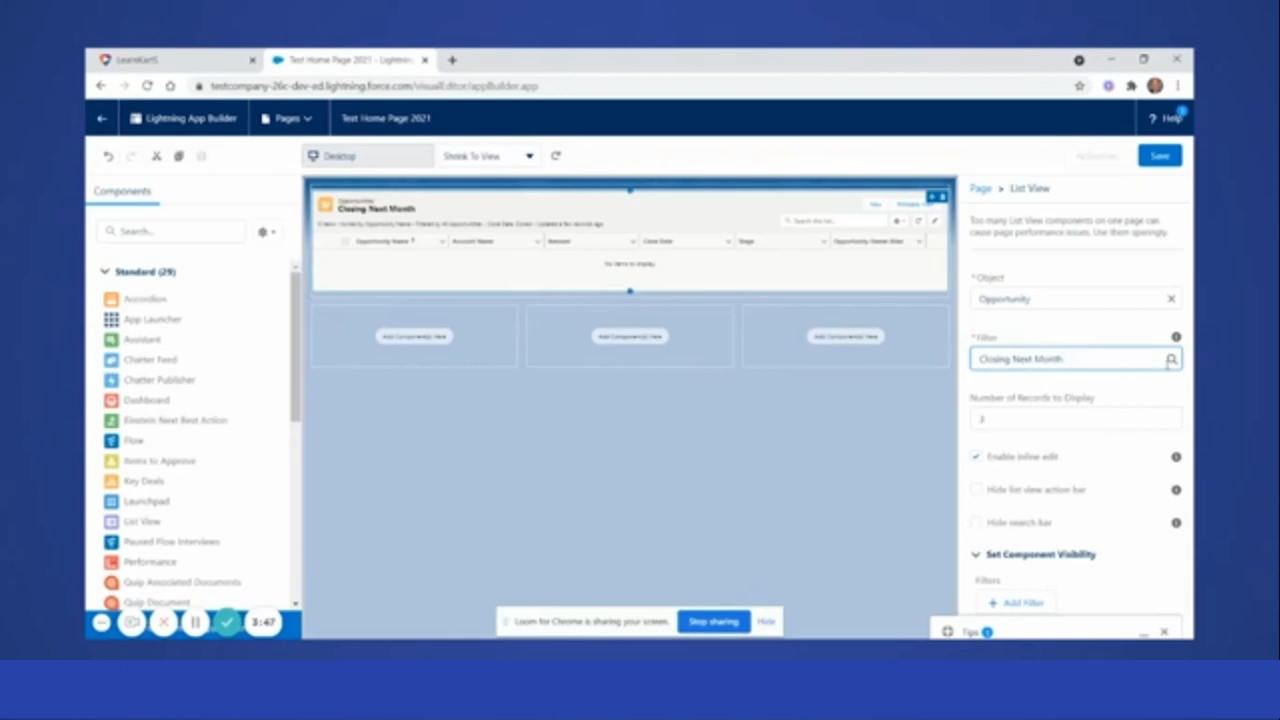 LearnKartS
Test Home Page 2021 - Lightning
testcompany-26c-dev-ed.lightning.force.com/visualEditor/appBuilder.app
Lightning App Builder
Pages
Test Home Page 2021
? Help
Desktop
Shrink To View
Activation
Save
Components
Search...
Standard (29)
Accordion
App Launcher
Assistant
Chatter Feed
Chatter Publisher
Dashboard
Einstein Next Best Action
Flow
Items to Approve
Key Deals
Launchpad
List View
Paused Flow Interviews
Performance
Quip Associated Documents
Quip Document
3:47
Opportunities
Closing Next Month
New
Search this list...
Opportunity Name
Account Name
Amount
Close Date
Stage
Opportunity Owner Alias
No items to display.
Add Component(s) Here
Add Component(s) Here
Add Component(s) Here
Loom for Chrome is sharing your screen.
Stop sharing
Hide
Page > List View
Too many List View components on one page can
cause page performance issues. Use them sparingly.
*Object
Opportunity
*Filter
Closing Next Month
Number of Records to Display
3
Enable inline edit
Hide list view action bar
Hide search bar
Set Component Visibility
Filters
+ Add Filter
Tips